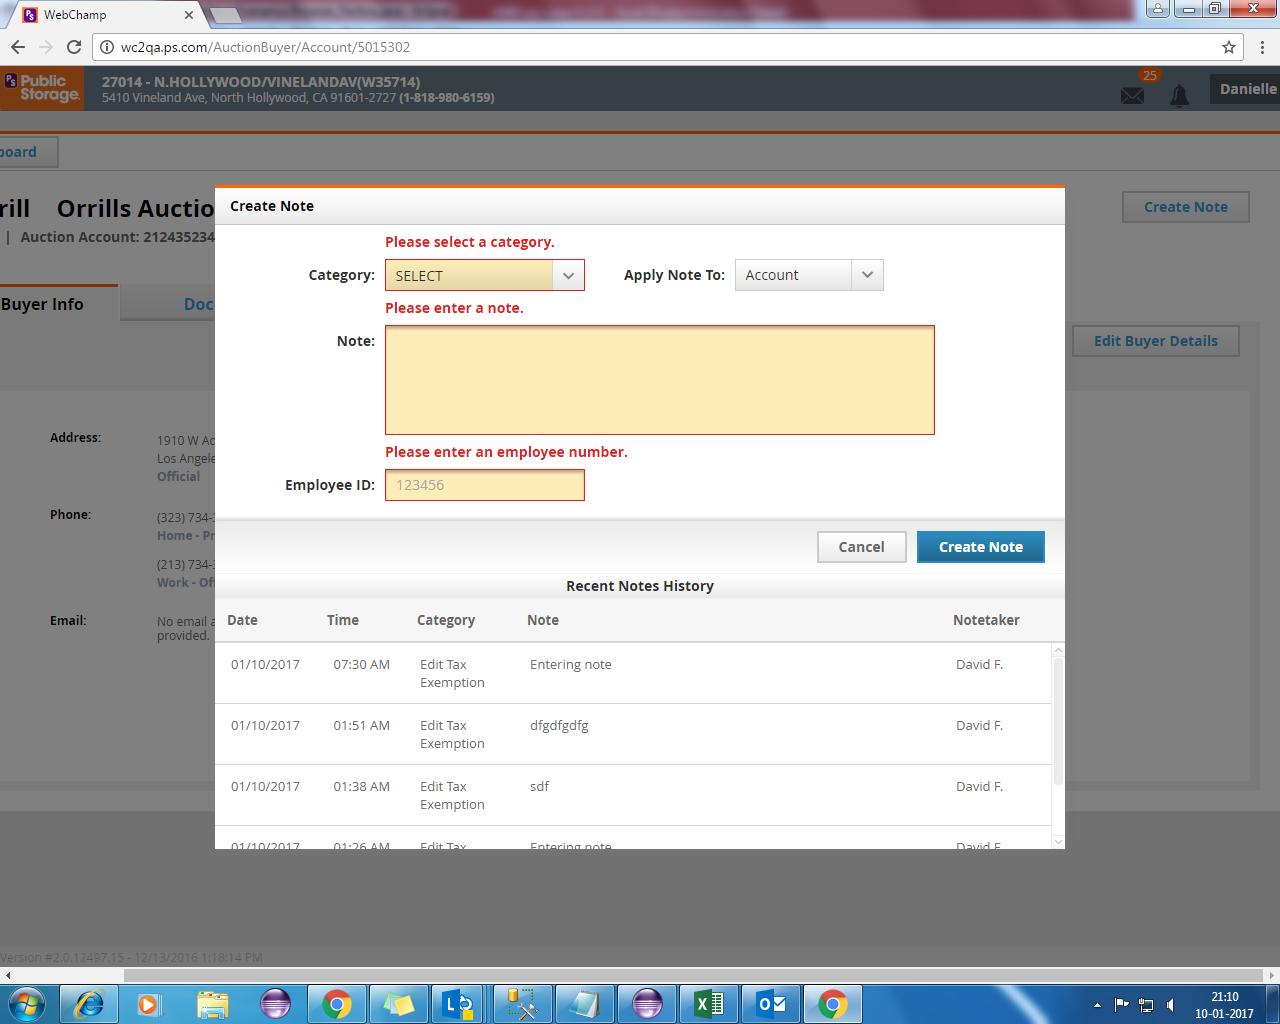 WebChamp
wc2qa.ps.com/AuctionBuyer/Account/5015302
Public
Storage
27014 - N.HOLLYWOOD/VINELANDAV(W35714)
5410 Vineland Ave, North Hollywood, CA 91601-2727 (1-818-980-6159)
25
Danielle
board
rill Orrills Auctio
| Auction Account: 212435234
Create Note
Buyer Info
Doc
Edit Buyer Details
Address:
1910 W Ad
Los Angele
Official
Phone:
(323) 734-
Home - Pr
(213) 734-
Work - Off
Email:
No email a
provided.
Create Note
Please select a category.
Category: SELECT
Apply Note To: Account
Please enter a note.
Note:
Please enter an employee number.
Employee ID: 123456
Cancel
Create Note
Recent Notes History
Date Time Category Note Notetaker
01/10/2017 07:30 AM Edit Tax Exemption Entering note David F.
01/10/2017 01:51 AM Edit Tax Exemption dfgdfgdfg David F.
01/10/2017 01:38 AM Edit Tax Exemption sdf David F.
01/10/2017 01:26 AM Edit Tax Entering note David F.
Version #2.0.12497.15 - 12/13/2016 1:18:14 PM
21:10
10-01-2017